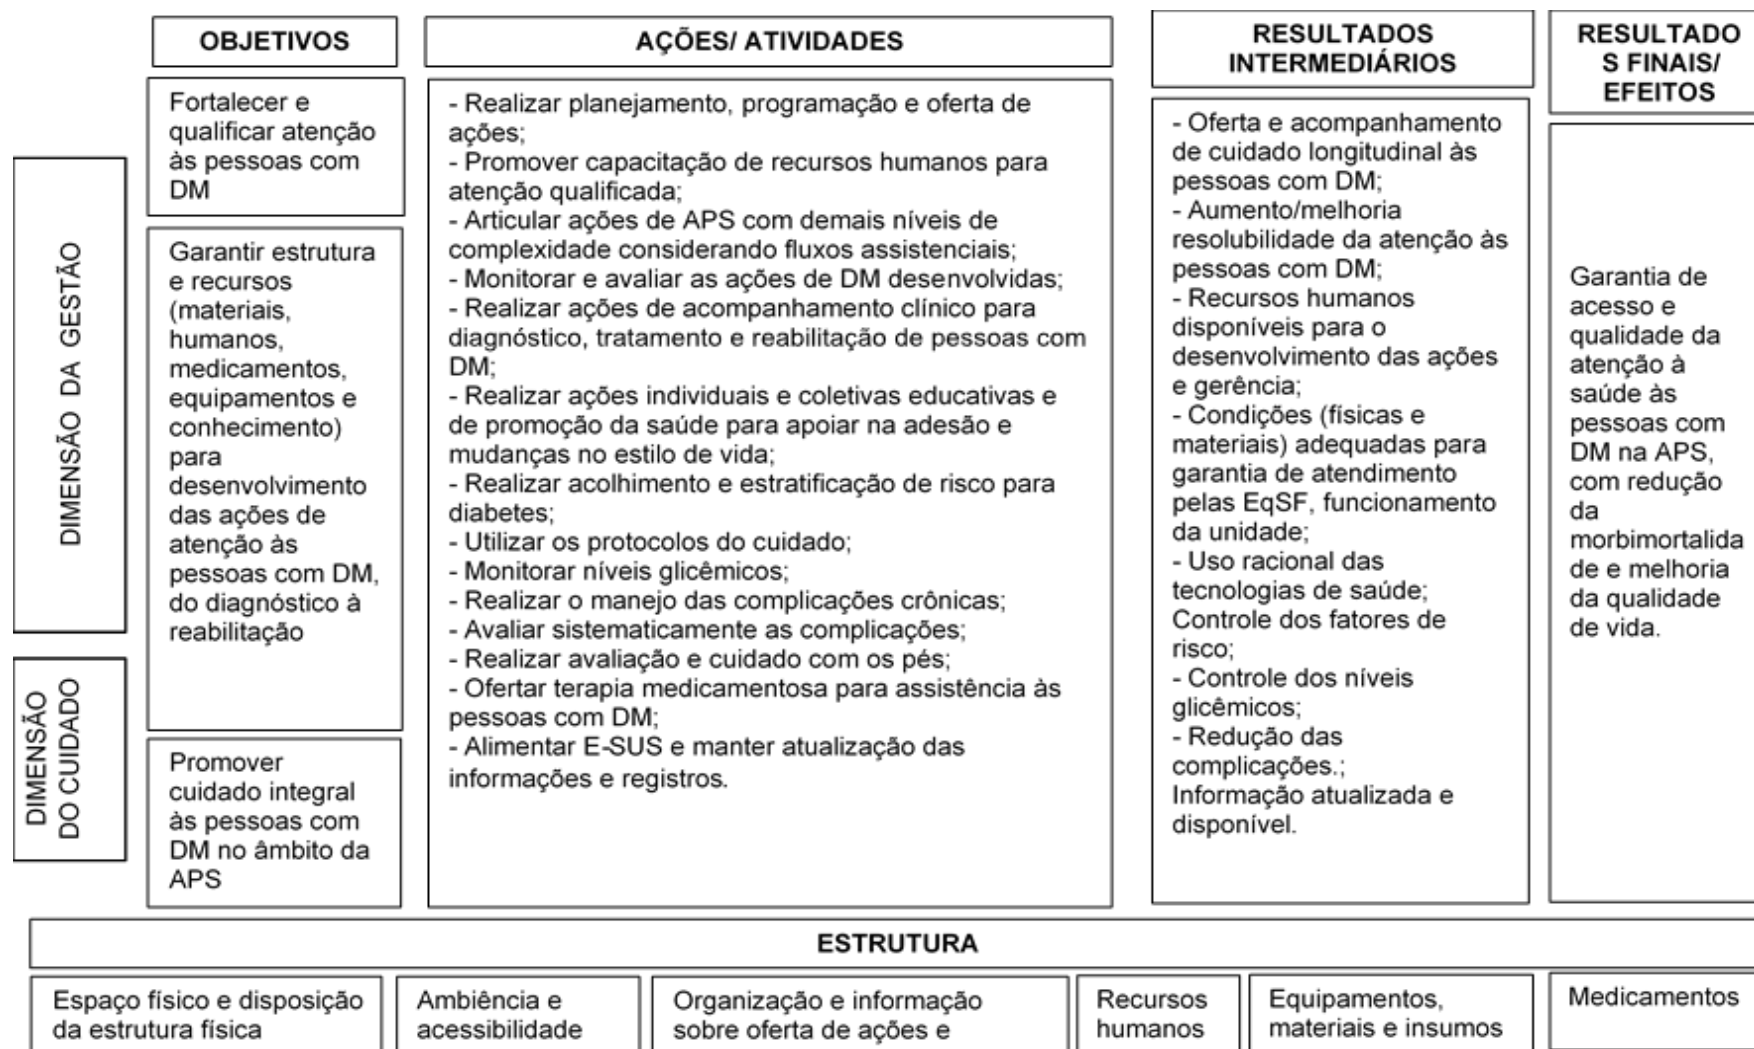 OBJETIVOS
AÇÕES/ ATIVIDADES
RESULTADOS
INTERMEDIÁRIOS
RESULTADO
S FINAIS/
EFEITOS
DIMENSÃO DA GESTÃO
DIMENSÃO
DO CUIDADO
Fortalecer e
qualificar atenção
às pessoas com
DM
Garantir estrutura
e recursos
(materiais,
humanos,
medicamentos,
equipamentos e
conhecimento)
para
desenvolvimento
das ações de
atenção às
pessoas com DM,
do diagnóstico à
reabilitação
Promover
cuidado integral
às pessoas com
DM no âmbito da
APS
- Realizar planejamento, programação e oferta de
ações;
- Promover capacitação de recursos humanos para
atenção qualificada;
- Articular ações de APS com demais níveis de
complexidade considerando fluxos assistenciais;
- Monitorar e avaliar as ações de DM desenvolvidas;
- Realizar ações de acompanhamento clínico para
diagnóstico, tratamento e reabilitação de pessoas com
DM;
- Realizar ações individuais e coletivas educativas e
de promoção da saúde para apoiar na adesão e
mudanças no estilo de vida;
- Realizar acolhimento e estratificação de risco para
diabetes;
- Utilizar os protocolos do cuidado;
- Monitorar níveis glicêmicos;
- Realizar o manejo das complicações crônicas;
- Avaliar sistematicamente as complicações;
- Realizar avaliação e cuidado com os pés;
- Ofertar terapia medicamentosa para assistência às
pessoas com DM;
- Alimentar E-SUS e manter atualização das
informações e registros.
- Oferta e acompanhamento
de cuidado longitudinal às
pessoas com DM;
- Aumento/melhoria
resolubilidade da atenção às
pessoas com DM;
- Recursos humanos
disponíveis para o
desenvolvimento das ações
e gerência;
- Condições (físicas e
materiais) adequadas para
garantia de atendimento
pelas EqSF, funcionamento
da unidade;
- Uso racional das
tecnologias de saúde;
Controle dos fatores de
risco;
- Controle dos níveis
glicêmicos;
- Redução das
complicações.;
Informação atualizada e
disponível.
Garantia de
acesso e
qualidade da
atenção à
saúde às
pessoas com
DM na APS,
com redução
da
morbimortalida
de e melhoria
da qualidade
de vida.
ESTRUTURA
Espaço físico e disposição
da estrutura física
Ambiência e
acessibilidade
Organização e informação
sobre oferta de ações e
Recursos
humanos
Equipamentos,
materiais e insumos
Medicamentos